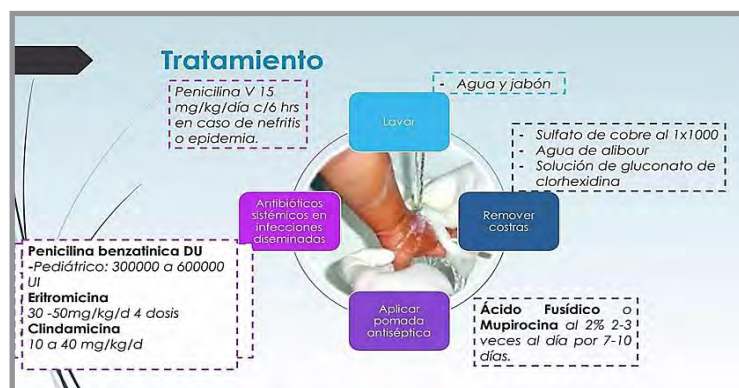 Tratamiento
Penicilina V 15
mg/kg/día c/6 hrs
en caso de nefritis
o epidemia.
Lavar
- Agua y jabón
- Sulfato de cobre al 1x1000
- Agua de alibour
- Solución de gluconato de
clorhexidina
Remover
costras
Antibióticos
sistémicos en
infecciones
diseminadas
Penicilina benzatinica DU
-Pediátrico: 300000 a 600000
UI
Eritromicina
30 -50mg/kg/d 4 dosis
Clindamicina
10 a 40 mg/kg/d
Aplicar
pomada
antiséptica
Ácido Fusídico o
Mupirocina al 2% 2-3
veces al día por 7-10
días.